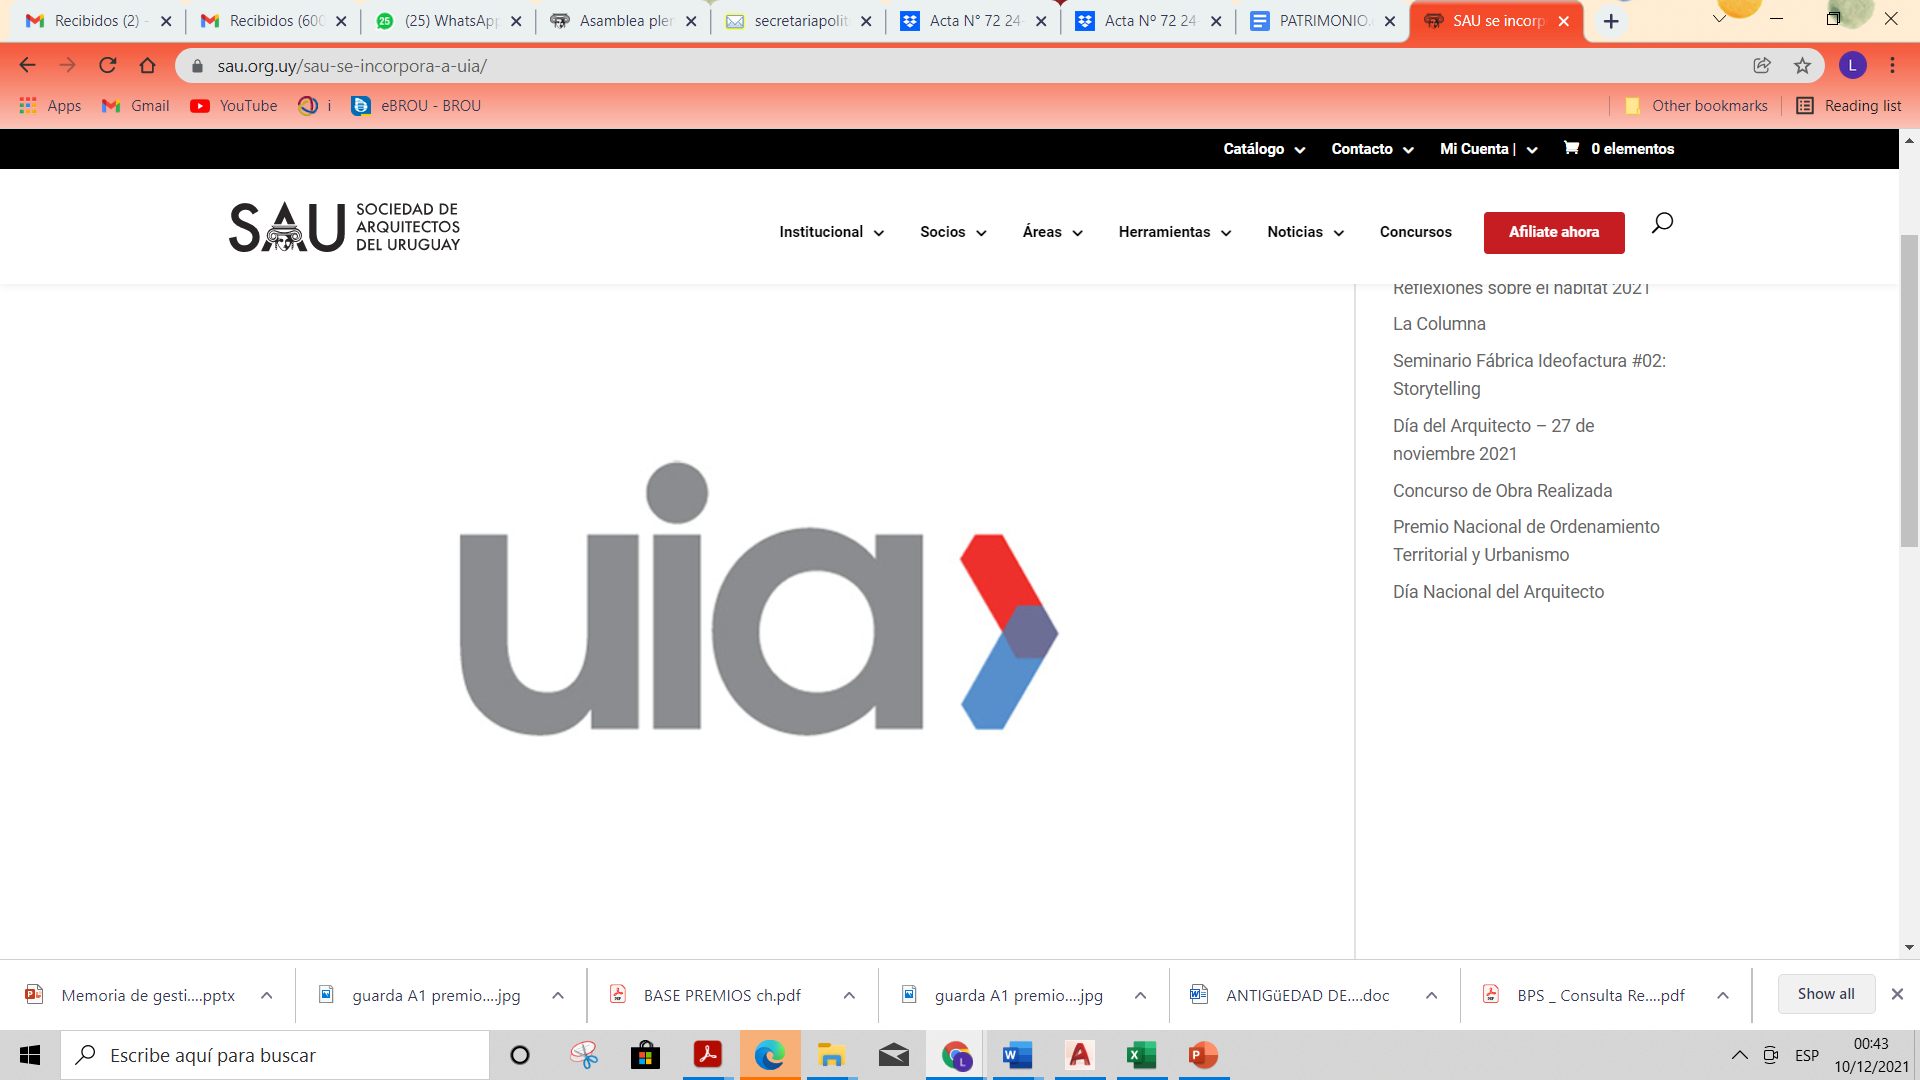 Recibidos (2) -
Recibidos (600
(25) WhatsApp
Asamblea plen
secretariapolit
Acta N° 72 24-
Acta Nº 72 24
PATRIMONIO.
SAU se incorp
sau.org.uy/sau-se-incorpora-a-uia/
L
Apps
Gmail
YouTube
i
eBROU - BROU
Other bookmarks
Reading list
Catálogo
Contacto
Mi Cuenta |
0 elementos
SAU
SOCIEDAD DE
ARQUITECTOS
DEL URUGUAY
Institucional
Socios
Áreas
Herramientas
Noticias
Concursos
Afiliate ahora
Reflexiones sobre el hábitat 2021
La Columna
Seminario Fábrica Ideofactura #02:
Storytelling
Día del Arquitecto – 27 de
noviembre 2021
Concurso de Obra Realizada
Premio Nacional de Ordenamiento
Territorial y Urbanismo
Día Nacional del Arquitecto
uia
Memoria de gesti....pptx
guarda A1 premio....jpg
BASE PREMIOS ch.pdf
guarda A1 premio....jpg
ANTIGüEDAD DE....doc
BPS _ Consulta Re....pdf
Show all
Escribe aquí para buscar
ESP
00:43
10/12/2021